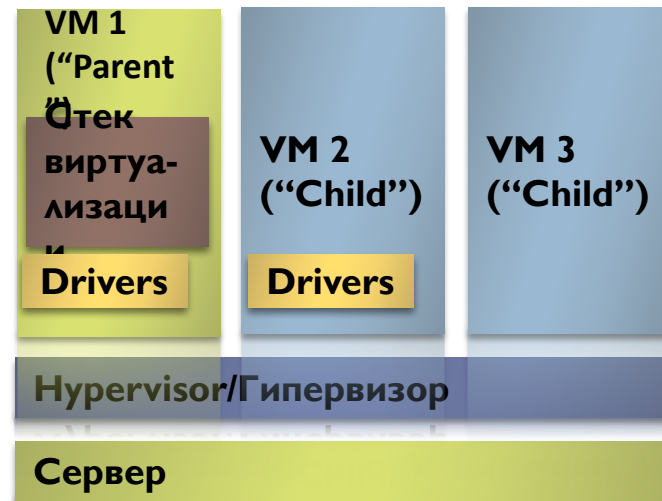 VM 1
(“Parent
”)
Стек
виртуа-
лизаци
и
Drivers
VM 2
(“Child”)
Drivers
VM 3
(“Child”)
Hypervisor/Гипервизор
Сервер